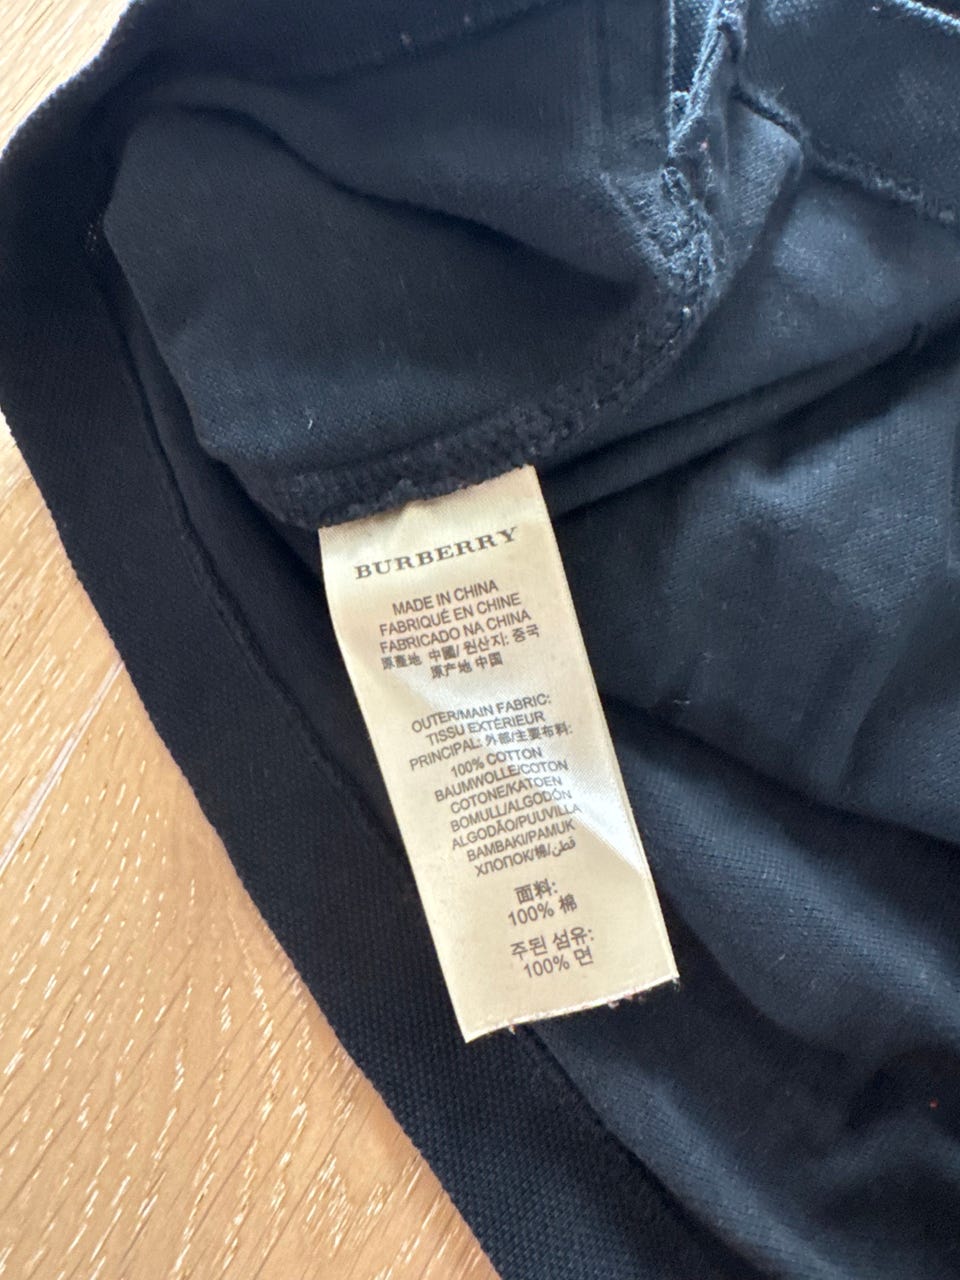 BURBERRY
MADE IN CHINA
FABRIQUÉ EN CHINE
FABRICADO NA CHINA
原產地 中國/ 원산지: 중국
原产地 中国
OUTER/MAIN FABRIC:
TISSU EXTÉRIEUR
PRINCIPAL: 外部/主要布料:
100% COTTON
BAUMWOLLE/COTON
COTONE/KATOEN
BOMULL/ALGODÓN
ALGODÃO/PUUVILLA
BAMBAKI/PAMUK
ХЛОПОК/棉/قطن
面料:
100% 棉
주된 섬유:
100% 면